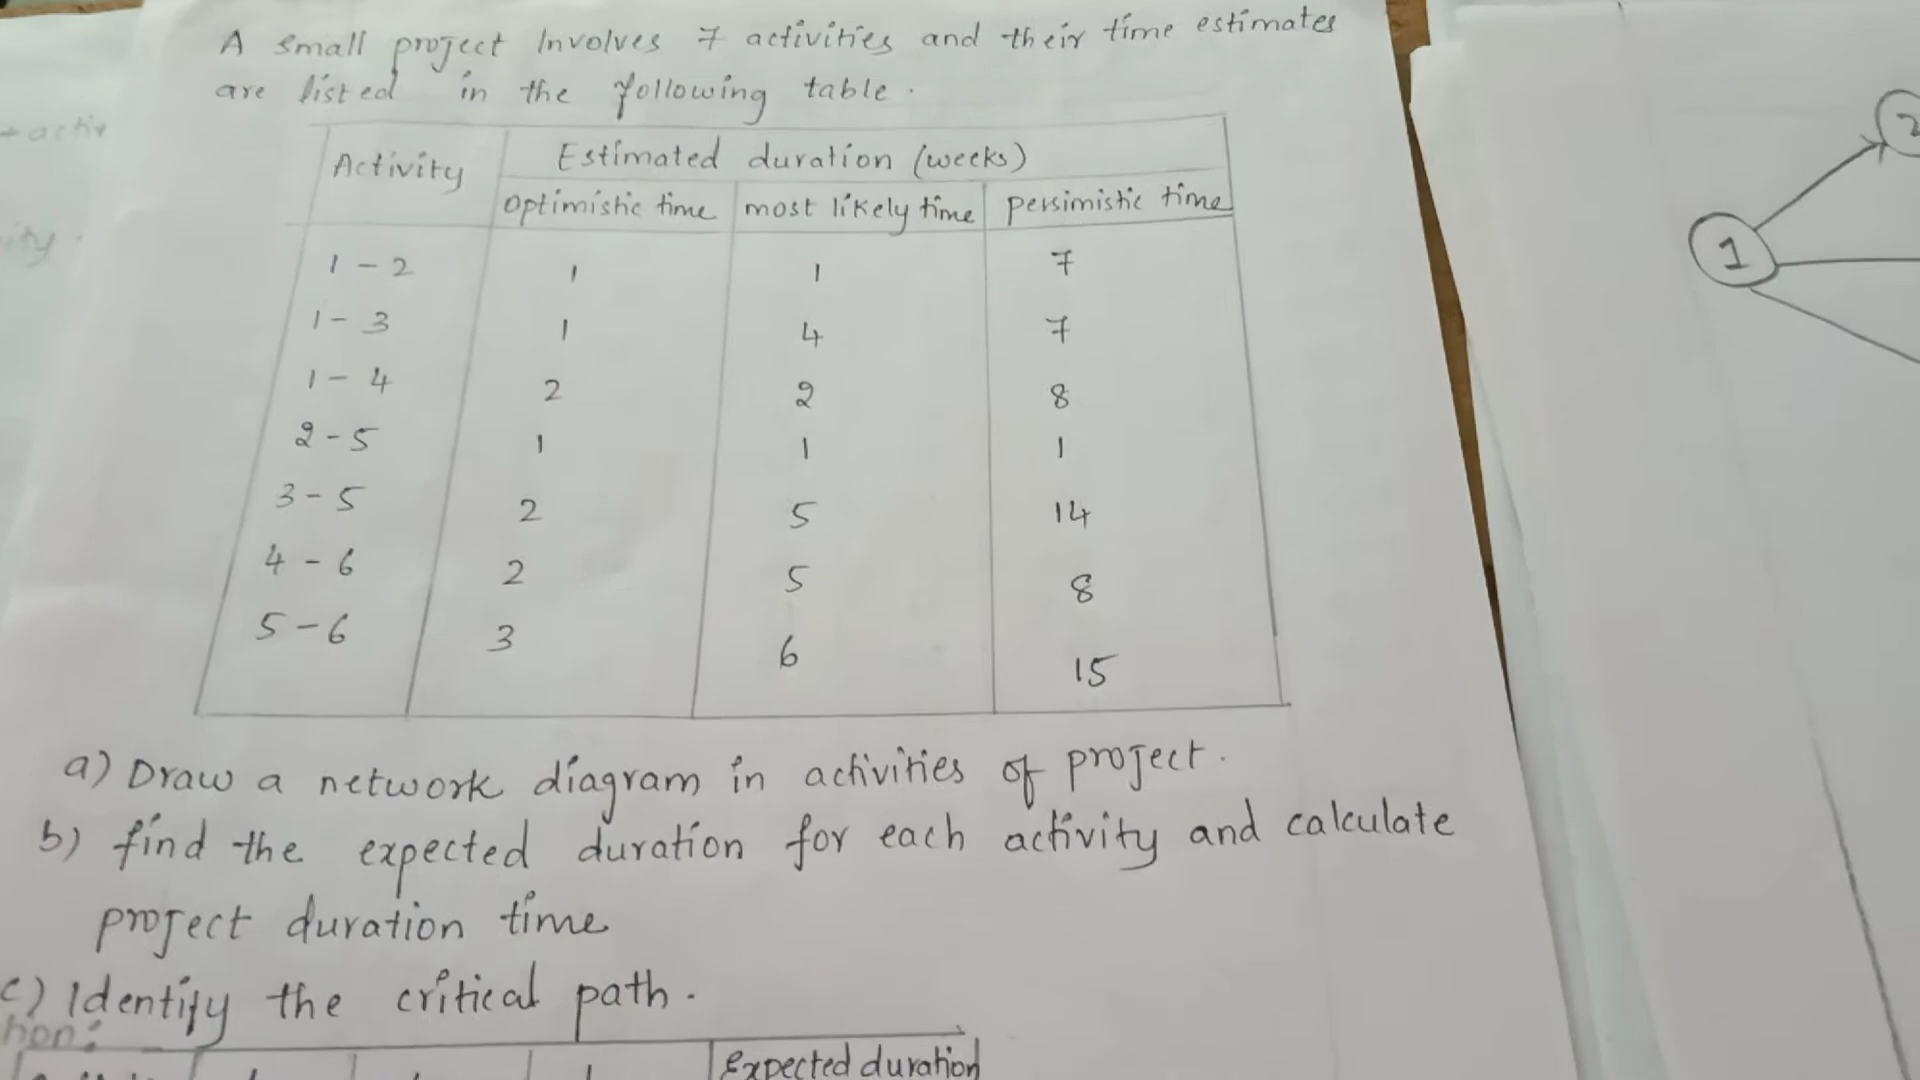 A small project Involves 7 activities and their time estimates
are listed in the following table.
Activity Estimated duration (weeks)
Optimistic time most likely time persimistic time
1-2 1 1 7
1-3 1 4 7
1-4 2 2 8
2-5 1 1 1
3-5 2 5 14
4-6 2 5 8
5-6 3 6 15
a) Draw a network diagram in activities of project.
b) find the expected duration for each activity and calculate
project duration time
c) Identify the critical path.
Expected duration
1
2